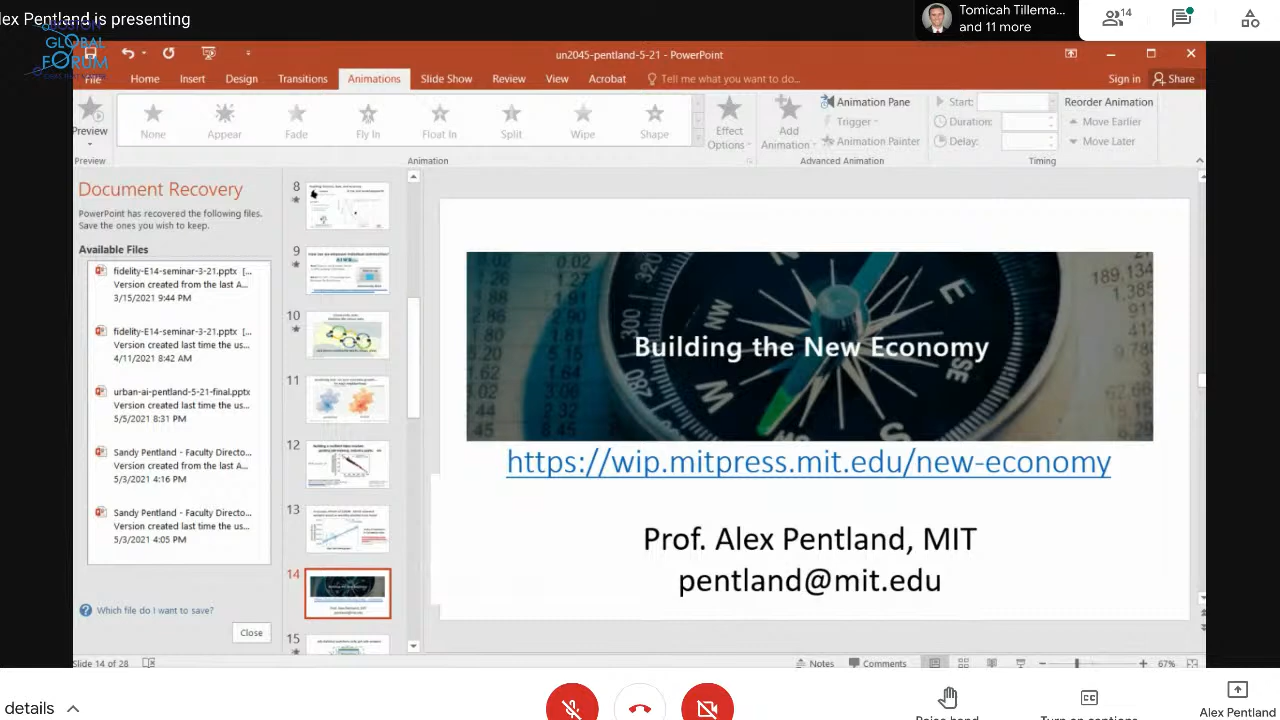 lex Pentland is presenting
BOSTON
GLOBAL
FORUM
Tomicah Tillema...
and 11 more
14
un2045-pentland-5-21 - PowerPoint
File Home Insert Design Transitions Animations Slide Show Review View Acrobat Tell me what you want to do... Sign in Share
Preview
None Appear Fade Fly In Float In Split Wipe Shape
Effect
Options
Add
Animation
Animation Pane
Trigger
Animation Painter
Start:
Duration:
Delay:
Reorder Animation
Move Earlier
Move Later
Preview Animation Advanced Animation Timing
Document Recovery
PowerPoint has recovered the following files.
Save the ones you wish to keep.
Available Files
fidelity-E14-seminar-3-21.pptx [...
Version created from the last A...
3/15/2021 9:44 PM
fidelity-E14-seminar-3-21.pptx [...
Version created last time the us...
4/11/2021 8:42 AM
urban-ai-pentland-5-21-final.pptx
Version created last time the us...
5/5/2021 8:31 PM
Sandy Pentland - Faculty Directo...
Version created from the last A...
5/3/2021 4:16 PM
Sandy Pentland - Faculty Directo...
Version created last time the us...
5/3/2021 4:05 PM
Which file do I want to save?
Close
8
9
10
11
12
13
14
15
Building the New Economy
https://wip.mitpress.mit.edu/new-economy
Prof. Alex Pentland, MIT
pentland@mit.edu
Slide 14 of 28
Notes Comments 67%
details
Raise hand
Turn on captions
Alex Pentland